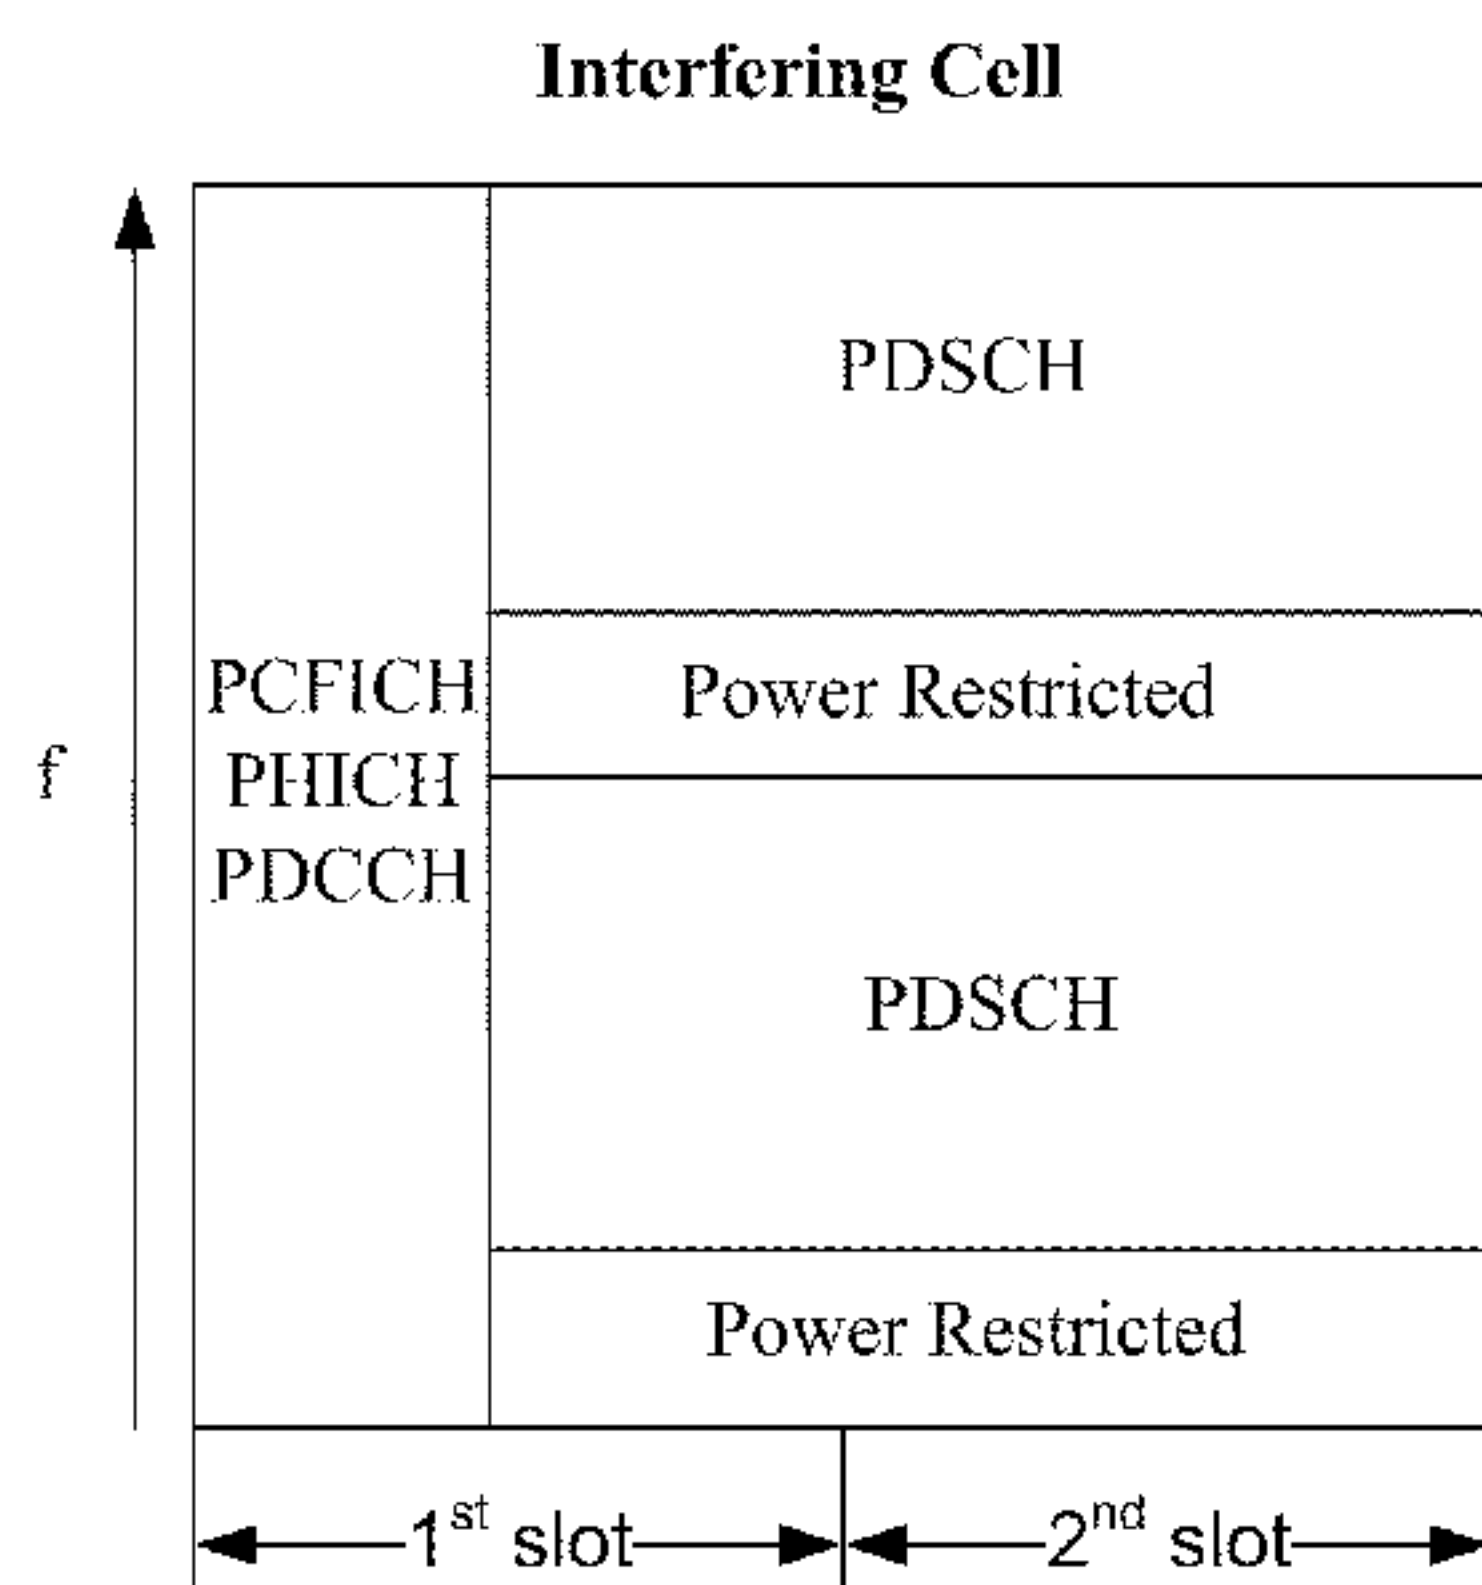 Interfering Cell
PDSCH
Power Restricted
PCFICH
PHICH
PDCCH
f
PDSCH
Power Restricted
1st slot
2nd slot